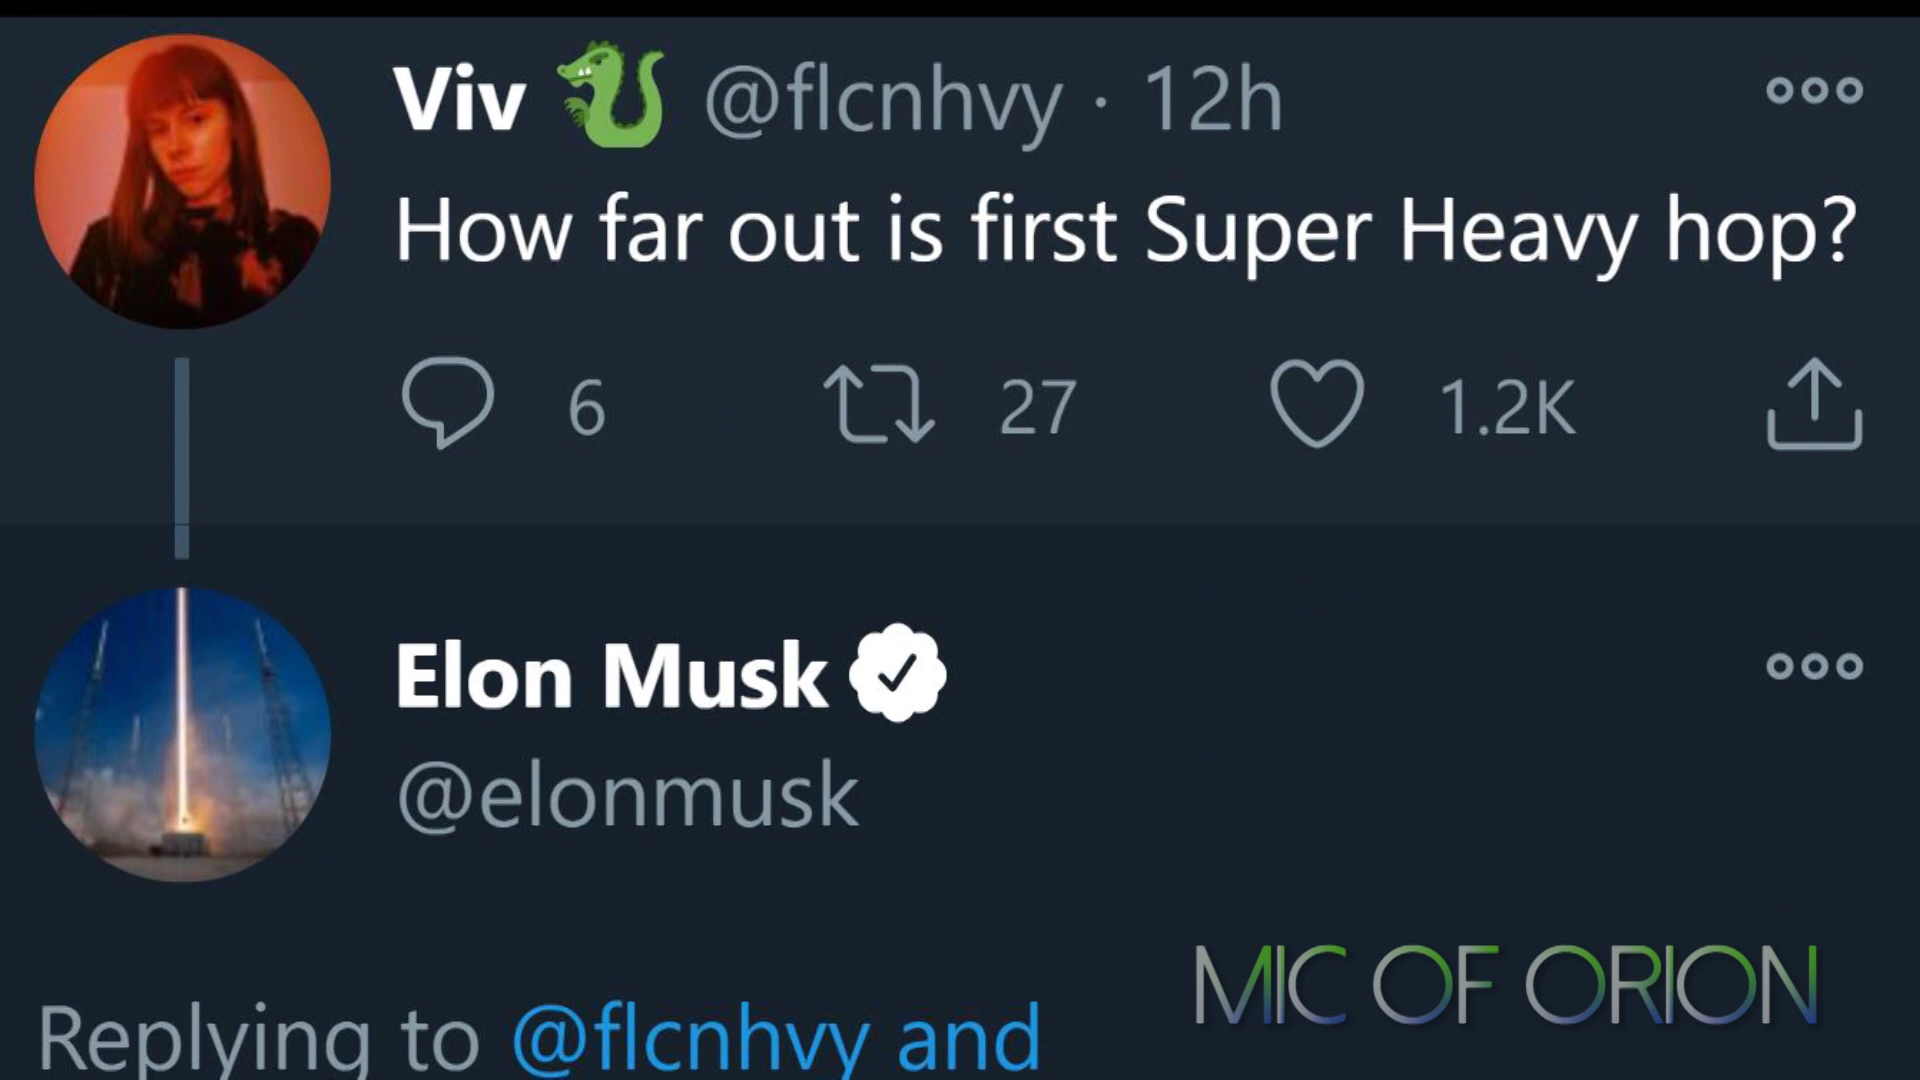 Viv 🐉 @flcnhvy · 12h
How far out is first Super Heavy hop?
6 27 1.2K
Elon Musk
@elonmusk
Replying to @flcnhvy and
MIC OF ORION